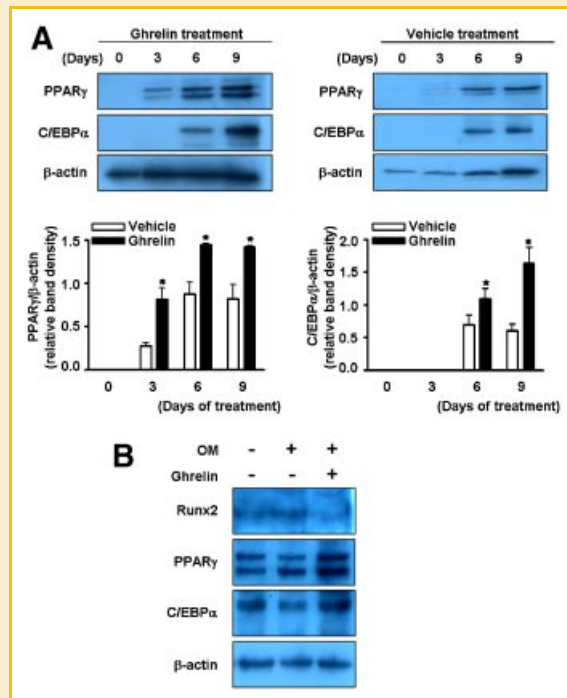 A
Ghrelin treatment
(Days) 0 3 6 9
PPARγ
C/EBPα
β-actin
Vehicle treatment
(Days) 0 3 6 9
PPARγ
C/EBPα
β-actin
Vehicle
Ghrelin
PPARγ/β-actin
(relative band density)
1.5
1.0
0.5
0.0
* * *
0 3 6 9
(Days of treatment)
Vehicle
Ghrelin
C/EBPα/β-actin
(relative band density)
2.0
1.5
1.0
0.5
0.0
* *
0 3 6 9
(Days of treatment)
B
OM - + +
Ghrelin - - +
Runx2
PPARγ
C/EBPα
β-actin